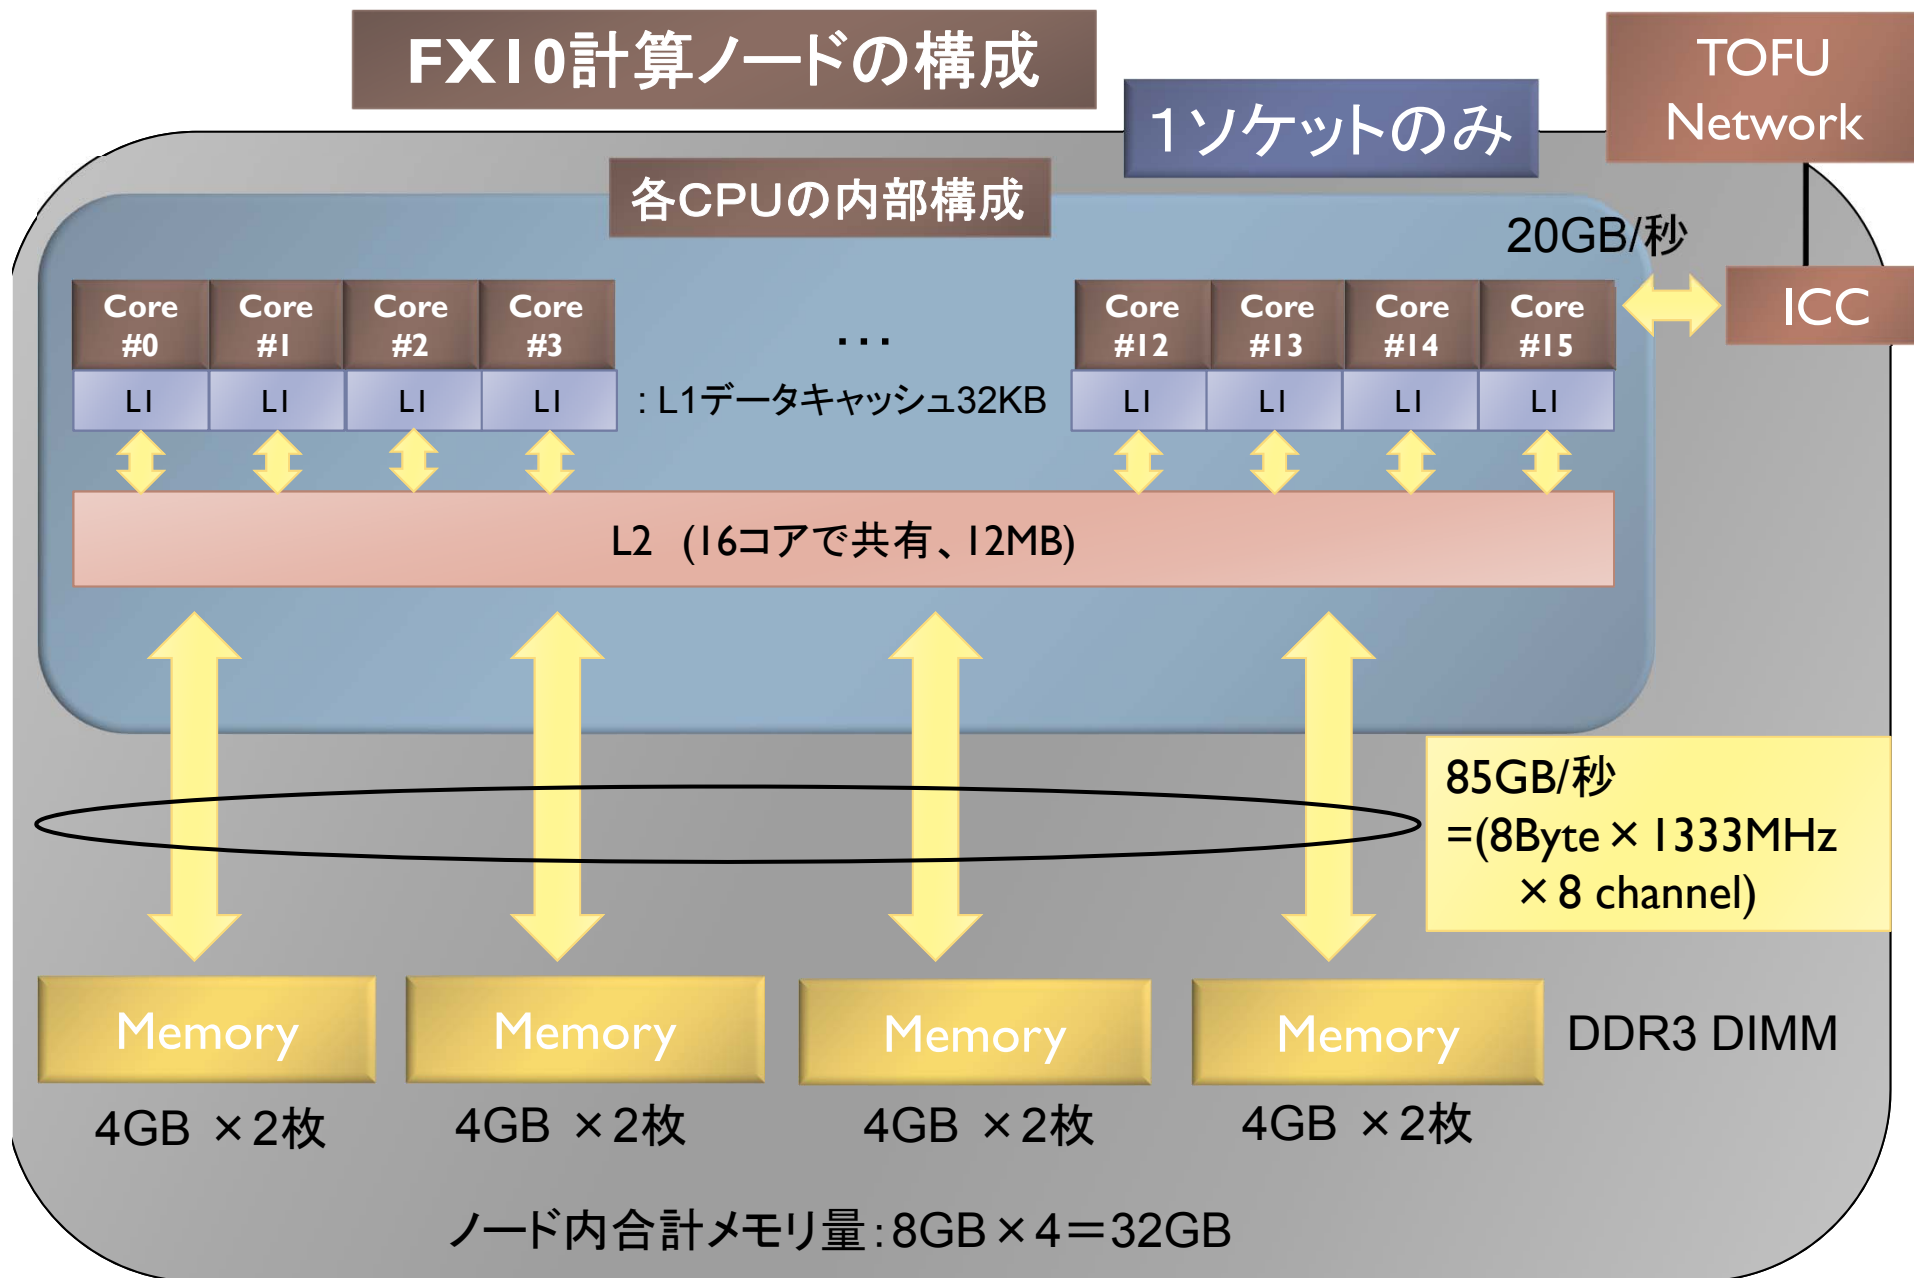 FX10計算ノードの構成
TOFU
Network
1ソケットのみ
各CPUの内部構成
20GB/秒
ICC
Core
#0
Core
#1
Core
#2
Core
#3
…
Core
#12
Core
#13
Core
#14
Core
#15
L1
L1
L1
L1
: L1データキャッシュ32KB
L1
L1
L1
L1
L2 (16コアで共有、12MB)
85GB/秒
=(8Byte×1333MHz
×8 channel)
Memory
Memory
Memory
Memory
DDR3 DIMM
4GB ×2枚
4GB ×2枚
4GB ×2枚
4GB ×2枚
ノード内合計メモリ量:8GB×4=32GB